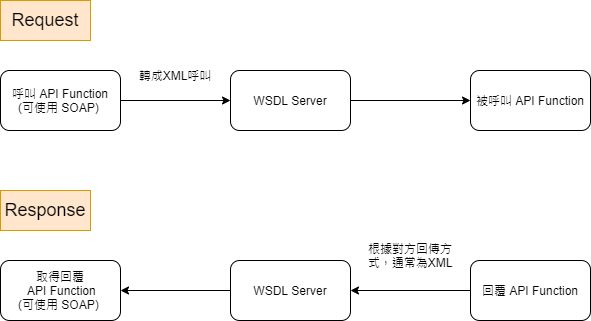 Request
呼叫 API Function
(可使用 SOAP)
轉成XML呼叫
WSDL Server
被呼叫 API Function
Response
根據對方回傳方
式，通常為XML
取得回覆
API Function
(可使用 SOAP)
WSDL Server
回覆 API Function